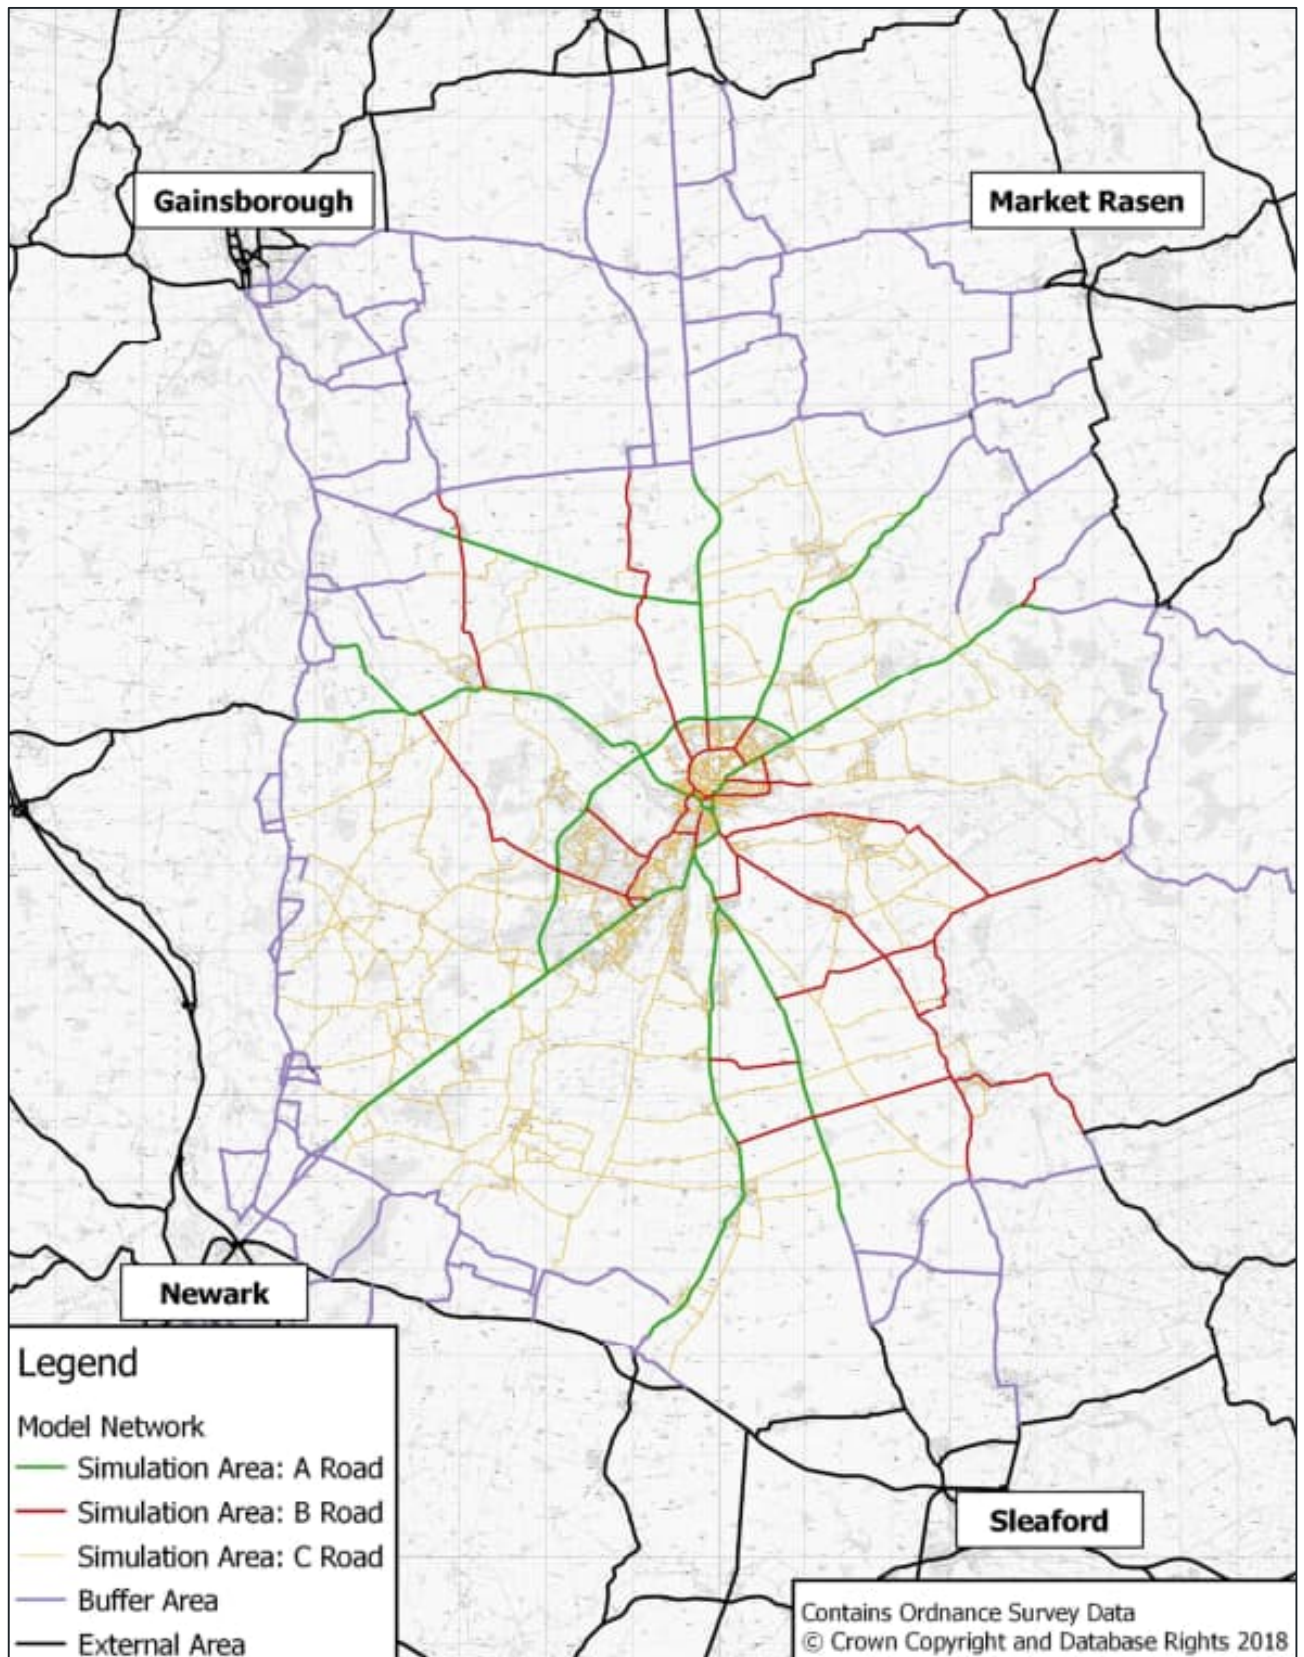 Gainsborough
Market Rasen
Newark
Legend
Model Network
Simulation Area: A Road
Simulation Area: B Road
Simulation Area: C Road
Buffer Area
External Area
Sleaford
Contains Ordnance Survey Data
© Crown Copyright and Database Rights 2018